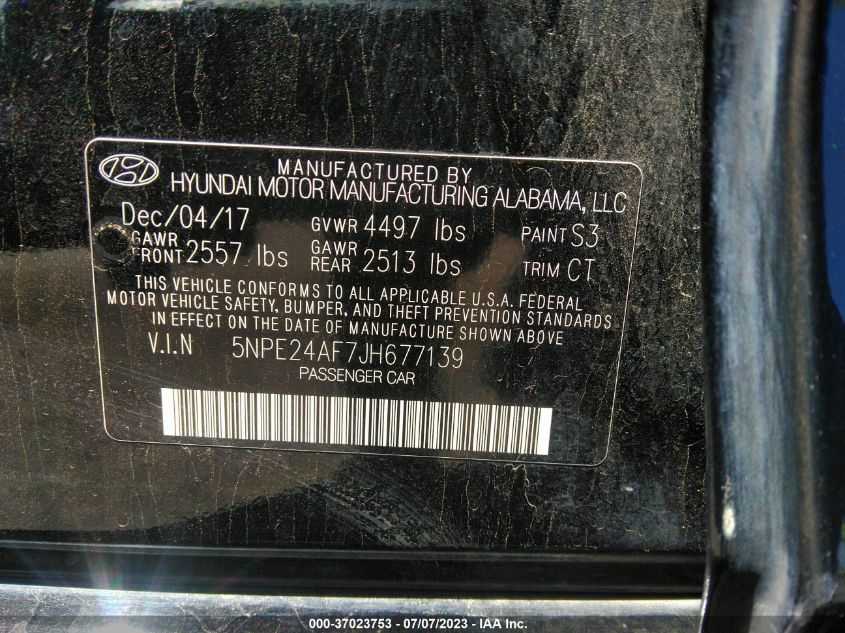 MANUFACTURED BY
HYUNDAI MOTOR MANUFACTURING ALABAMA, LLC
Dec/04/17 GVWR 4497 lbs PAINT S3
GAWR FRONT 2557 lbs GAWR REAR 2513 lbs TRIM CT
THIS VEHICLE CONFORMS TO ALL APPLICABLE U.S.A. FEDERAL
MOTOR VEHICLE SAFETY, BUMPER, AND THEFT PREVENTION STANDARDS
IN EFFECT ON THE DATE OF MANUFACTURE SHOWN ABOVE
V.I.N 5NPE24AF7JH677139
PASSENGER CAR
000-37023753 - 07/07/2023 - IAA Inc.